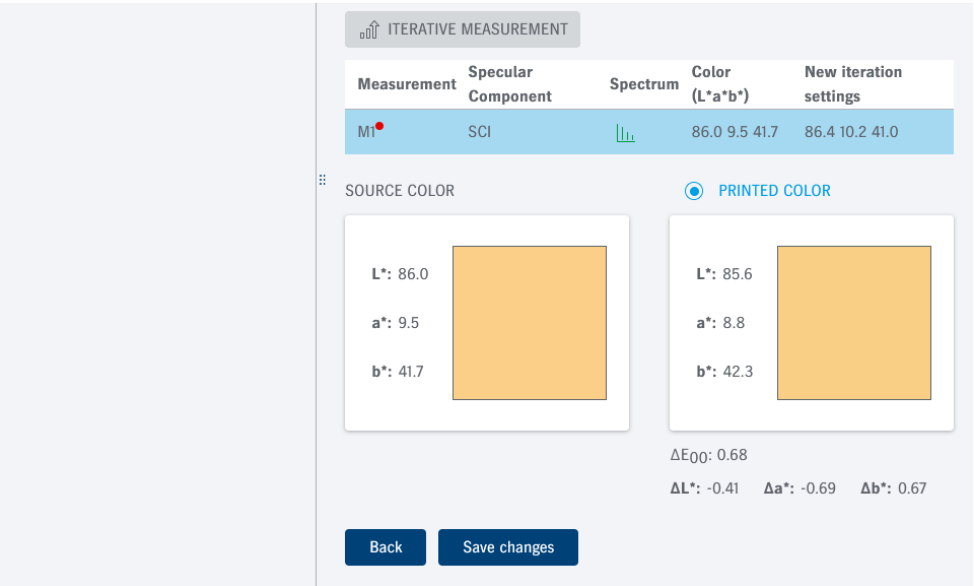 ITERATIVE MEASUREMENT
Measurement Specular Component Spectrum Color (L*a*b*) New iteration settings
M1 SCI 86.0 9.5 41.7 86.4 10.2 41.0
SOURCE COLOR
PRINTED COLOR
L*: 86.0
a*: 9.5
b*: 41.7
L*: 85.6
a*: 8.8
b*: 42.3
ΔE00: 0.68
ΔL*: -0.41 Δa*: -0.69 Δb*: 0.67
Back Save changes